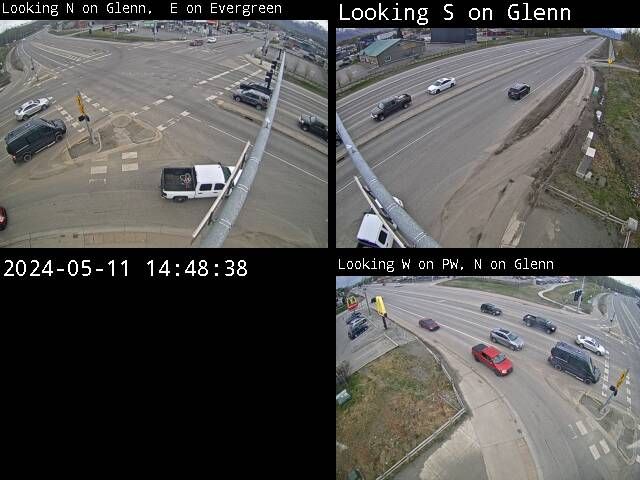 Looking N on Glenn,  E on Evergreen
Looking S on Glenn
2024-05-11 14:48:38
Looking W on PW, N on Glenn